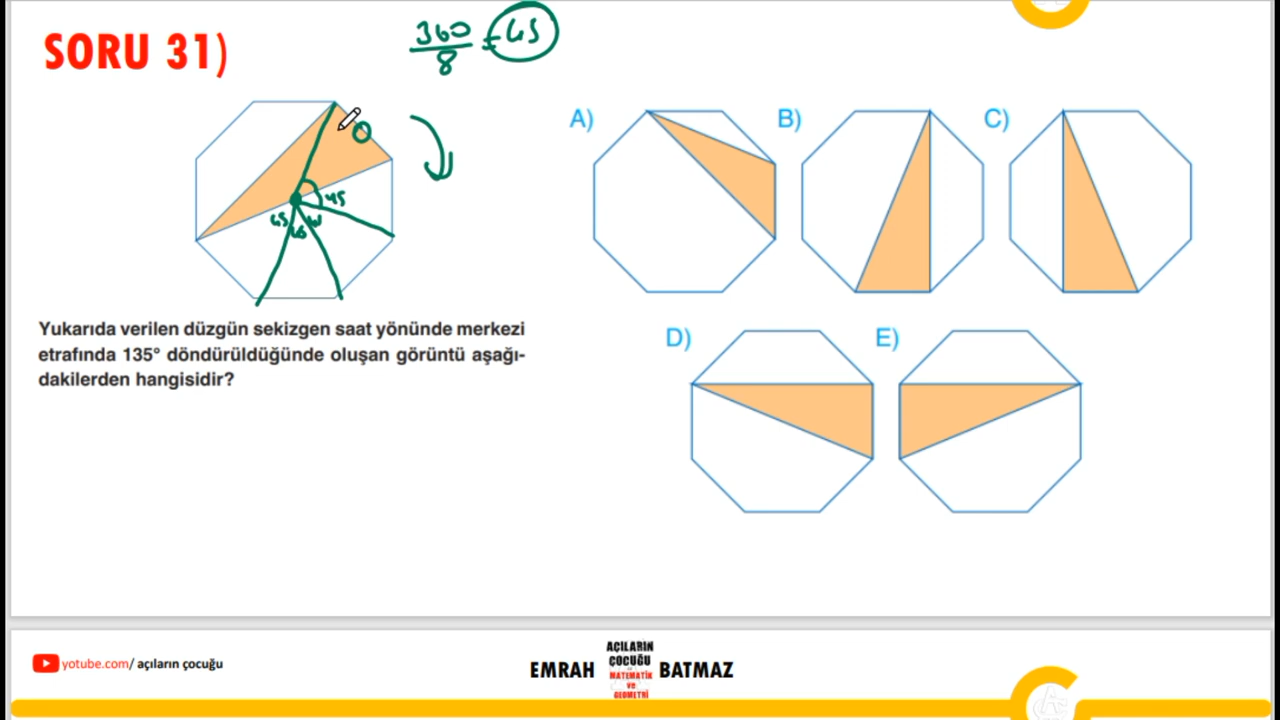 SORU 31)
360
8
= 45
45
45
45
A)
B)
C)
Yukarıda verilen düzgün sekizgen saat yönünde merkezi
etrafında 135° döndürüldüğünde oluşan görüntü aşağı-
dakilerden hangisidir?
D)
E)
yotube.com/ açıların çocuğu
EMRAH
AÇILARIN
ÇOCUĞU
MATEMATİK
ve
GEOMETRİ
BATMAZ